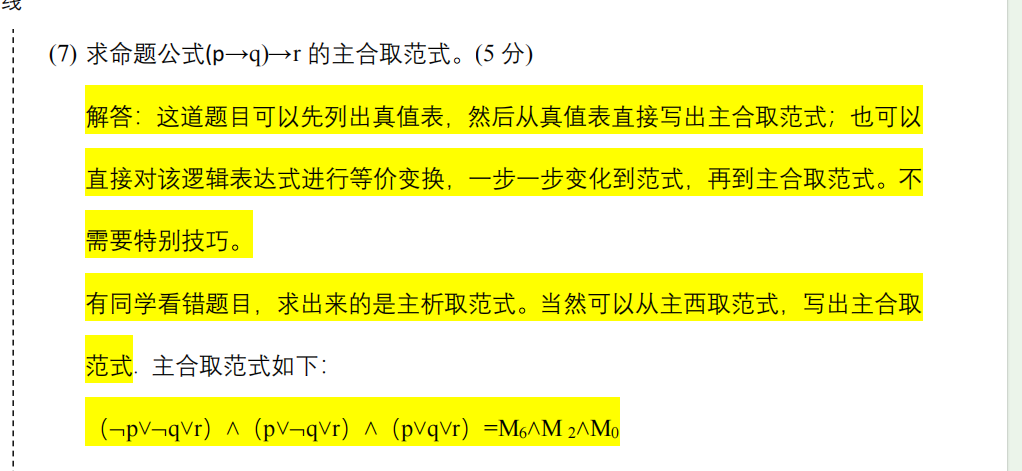 线
(7) 求命题公式(p→q)→r 的主合取范式。(5 分)
解答：这道题目可以先列出真值表，然后从真值表直接写出主合取范式；也可以
直接对该逻辑表达式进行等价变换，一步一步变化到范式，再到主合取范式。不
需要特别技巧。
有同学看错题目，求出来的是主析取范式。当然可以从主西取范式，写出主合取
范式. 主合取范式如下：
（¬p∨¬q∨r）∧（p∨¬q∨r）∧（p∨q∨r）=M₆∧M ₂∧M₀